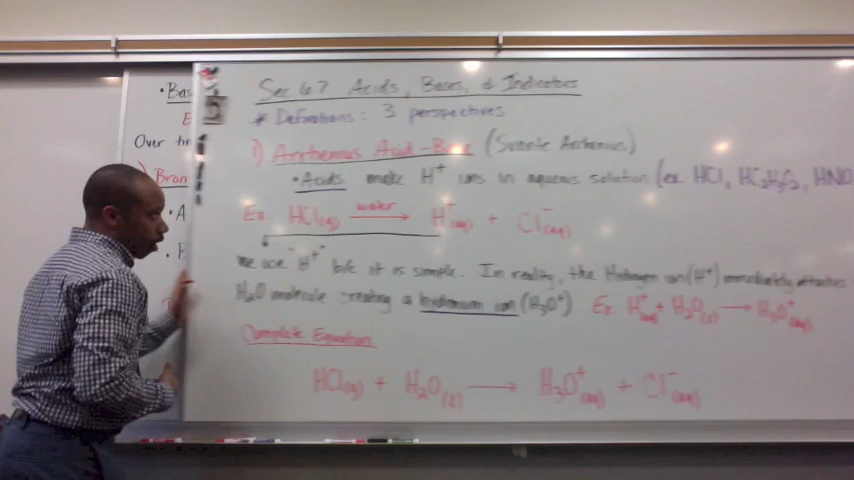 Sec 6.7 Acids, Bases, & Indicators
* Definitions: 3 perspectives
1) Arrhenius Acid-Base (Svante Arrhenius)
• Acids make H⁺ ions in aqueous solution (ex HCl, HC₂H₃O₂, HNO
Ex: HCl(g) water → H⁺(aq) + Cl⁻(aq)
We use "H⁺" b/c it is simple. In reality, the Hydrogen ion (H⁺) immediately attaches
H₂O molecule creating a hydronium ion (H₃O⁺) Ex. H⁺(aq) + H₂O(l) → H₃O⁺(aq)
Complete Equation
HCl(g) + H₂O(l) → H₃O⁺(aq) + Cl⁻(aq)
• Bas
E
Over tim
) Bron
• A
• B